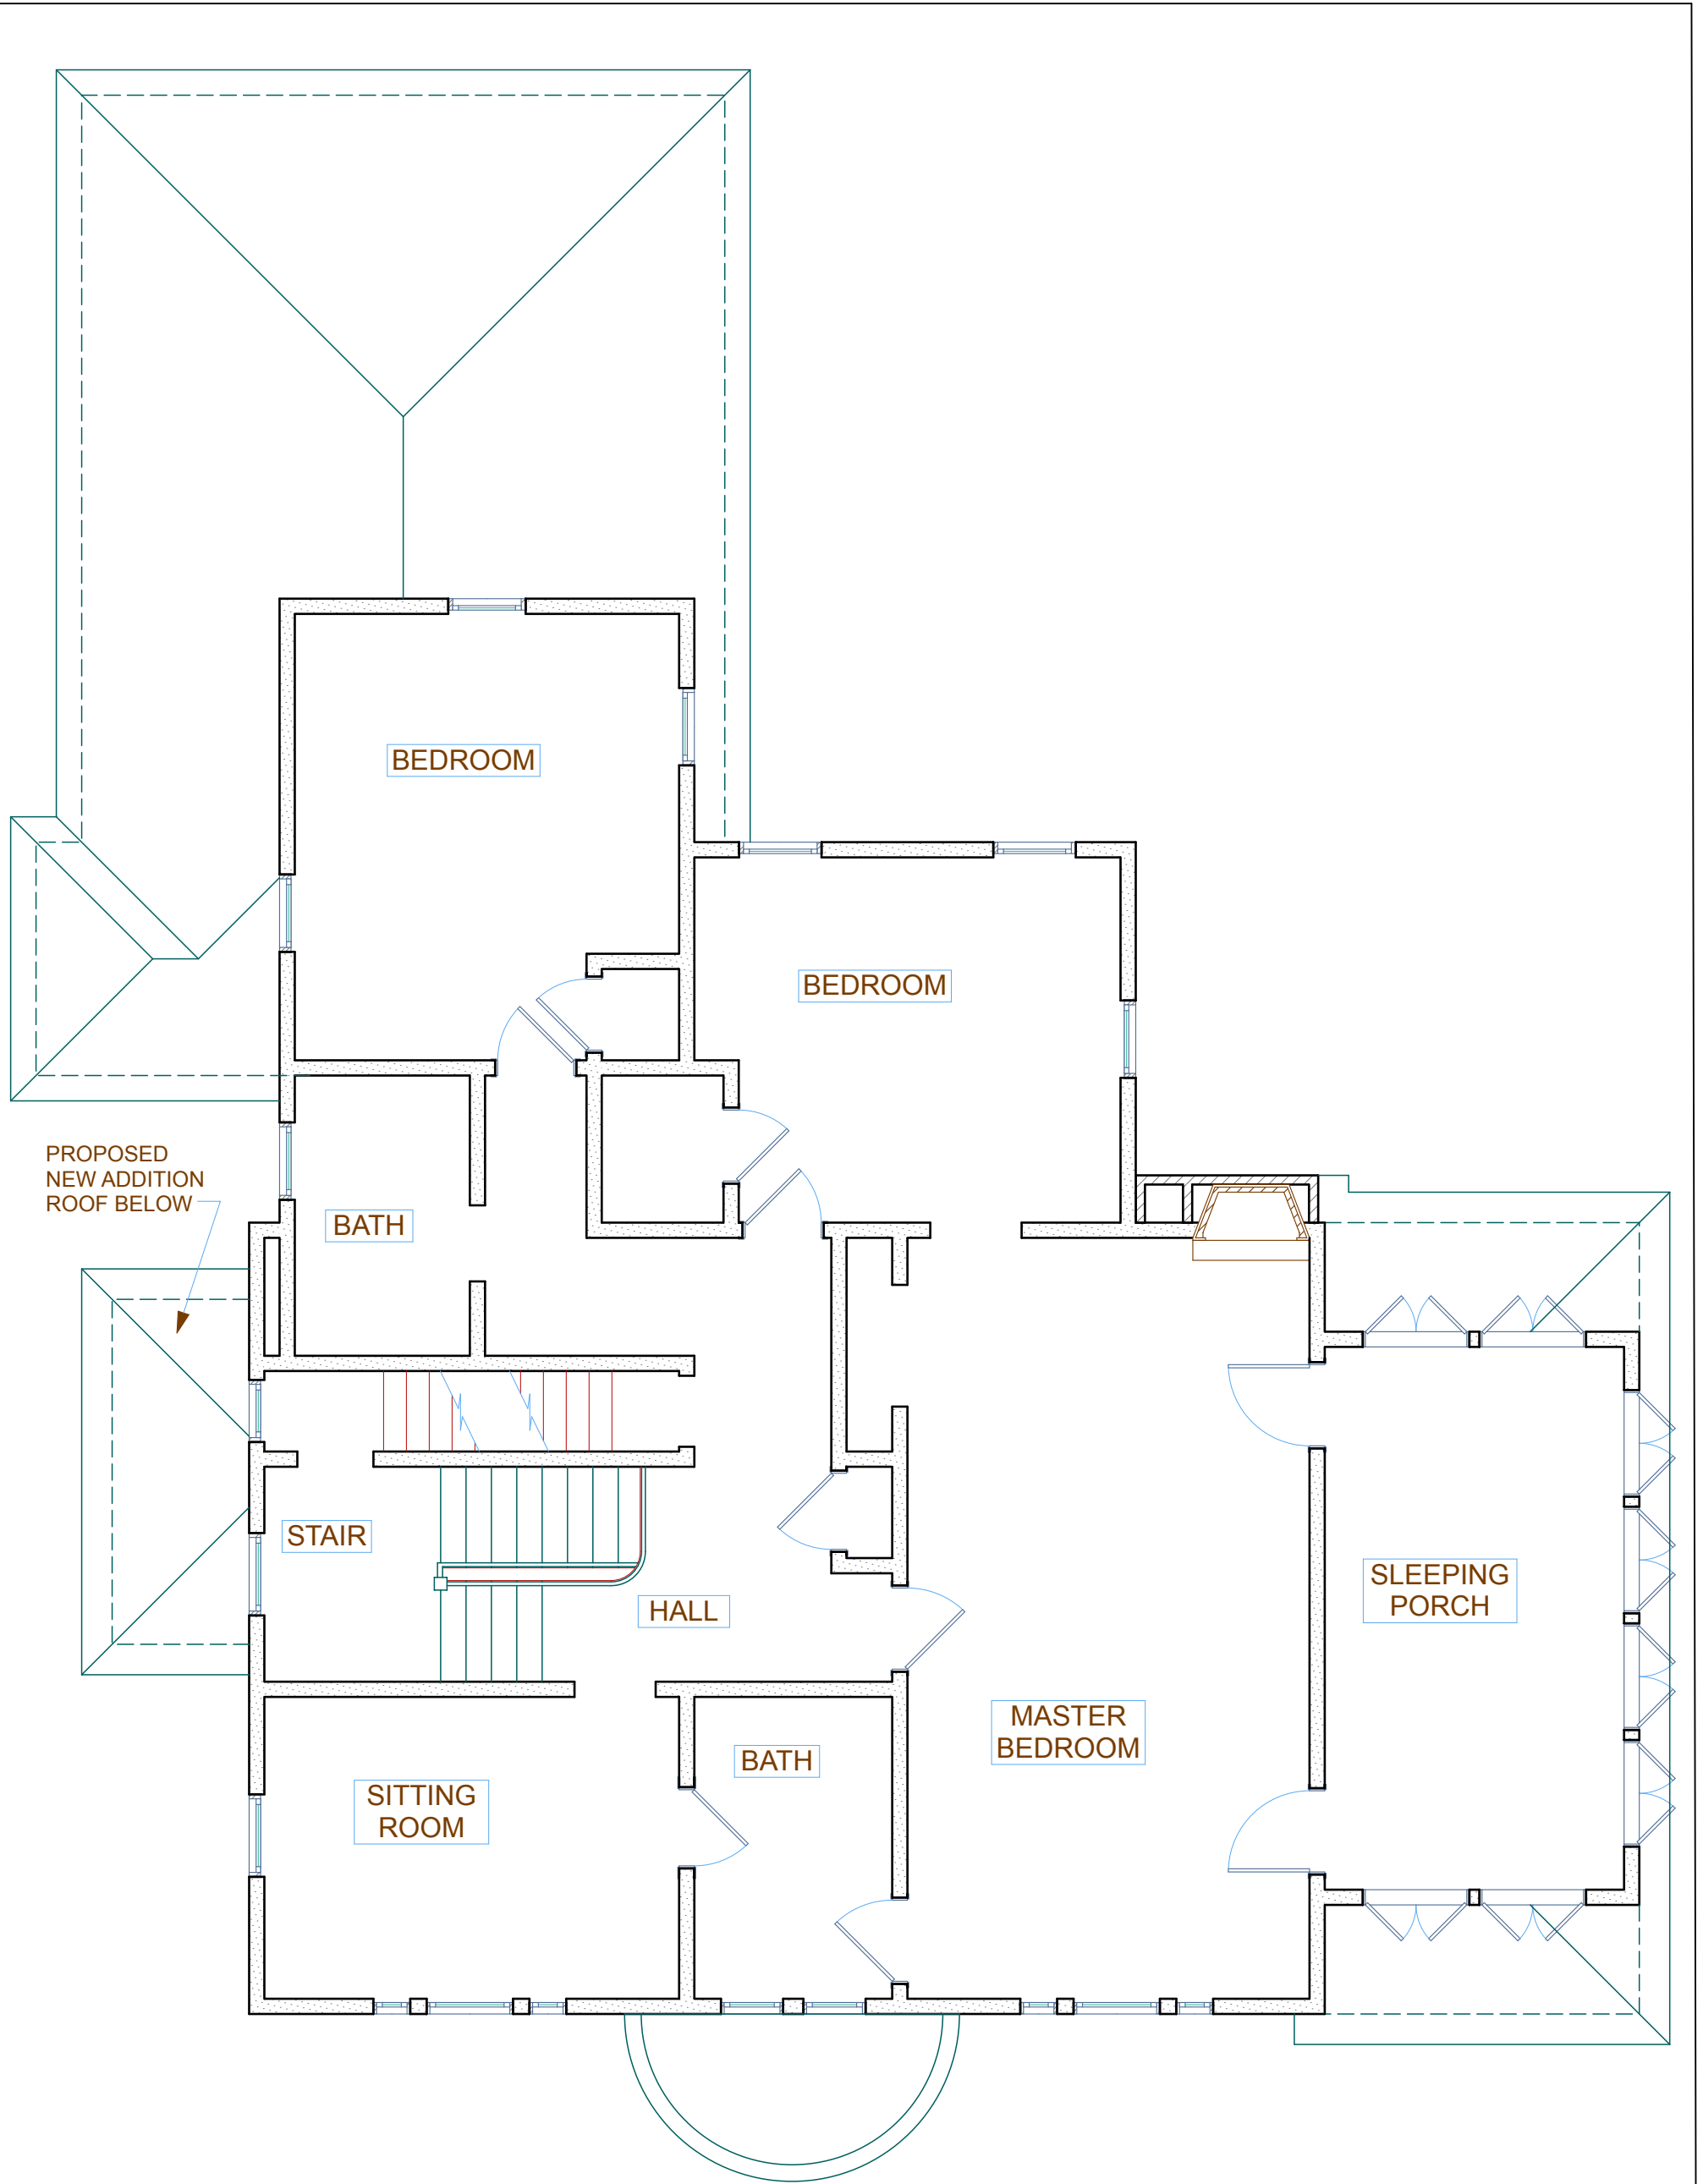 BEDROOM
BEDROOM
PROPOSED
NEW ADDITION
ROOF BELOW
BATH
STAIR
HALL
SLEEPING
PORCH
MASTER
BEDROOM
BATH
SITTING
ROOM